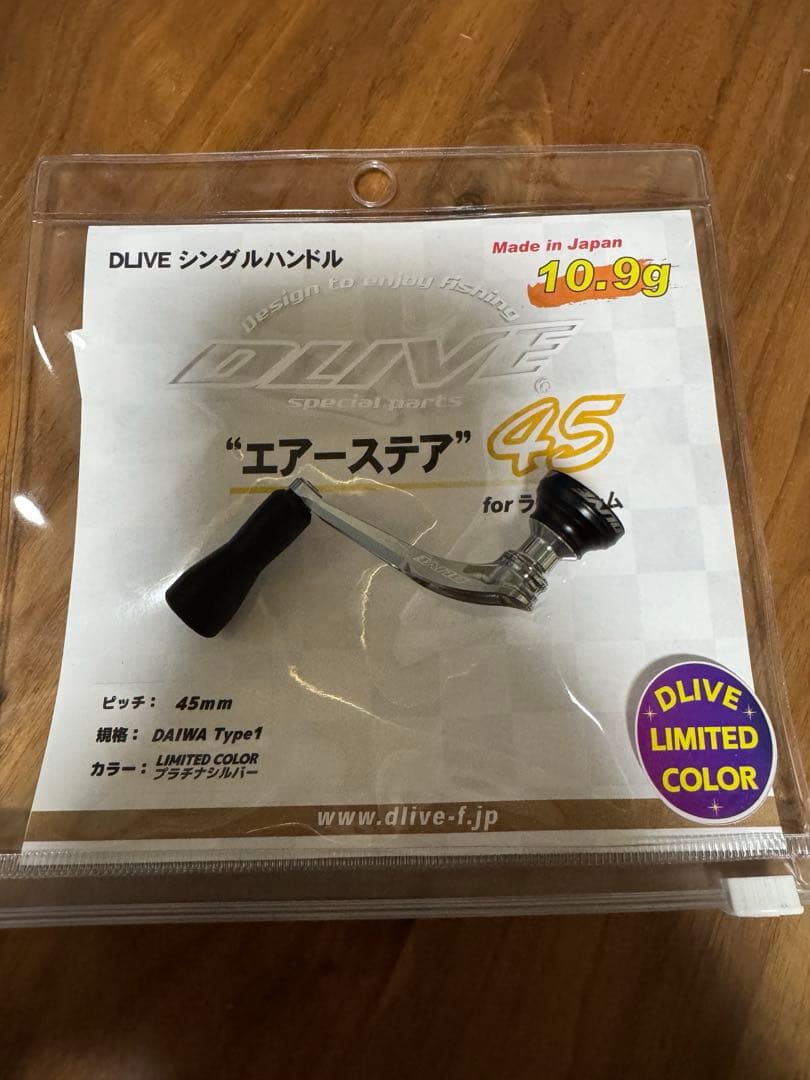 DLIVE シングルハンドル
Made in Japan
10.9g
Design to enjoy fishing
DLIVE
®
special parts
“エアーステア” 45
for
ピッチ： 45mm
規格： DAIWA Type1
カラー： LIMITED COLOR
プラチナシルバー
DLIVE
LIMITED
COLOR
www.dlive-f.jp
DLIVE
DLIVE